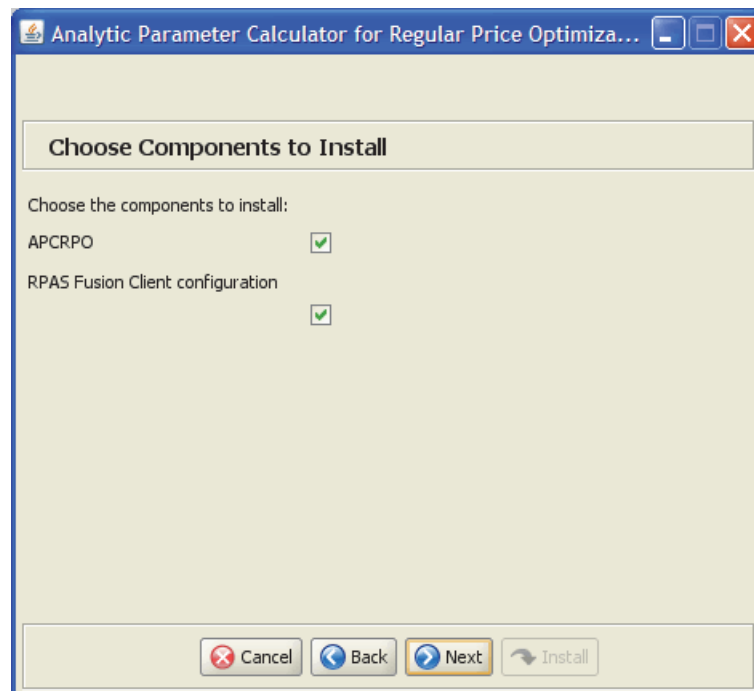 Analytic Parameter Calculator for Regular Price Optimiza...
Choose Components to Install
Choose the components to install:
APCRPO
RPAS Fusion Client configuration
Cancel Back Next Install